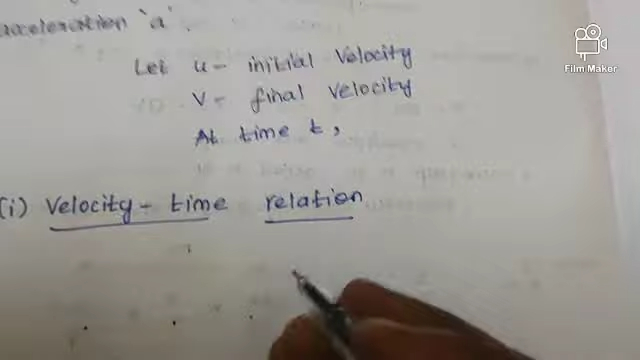 acceleration 'a'.
Let u - initial velocity
V - final velocity
At time t,
(i) Velocity - time relation
Film Maker